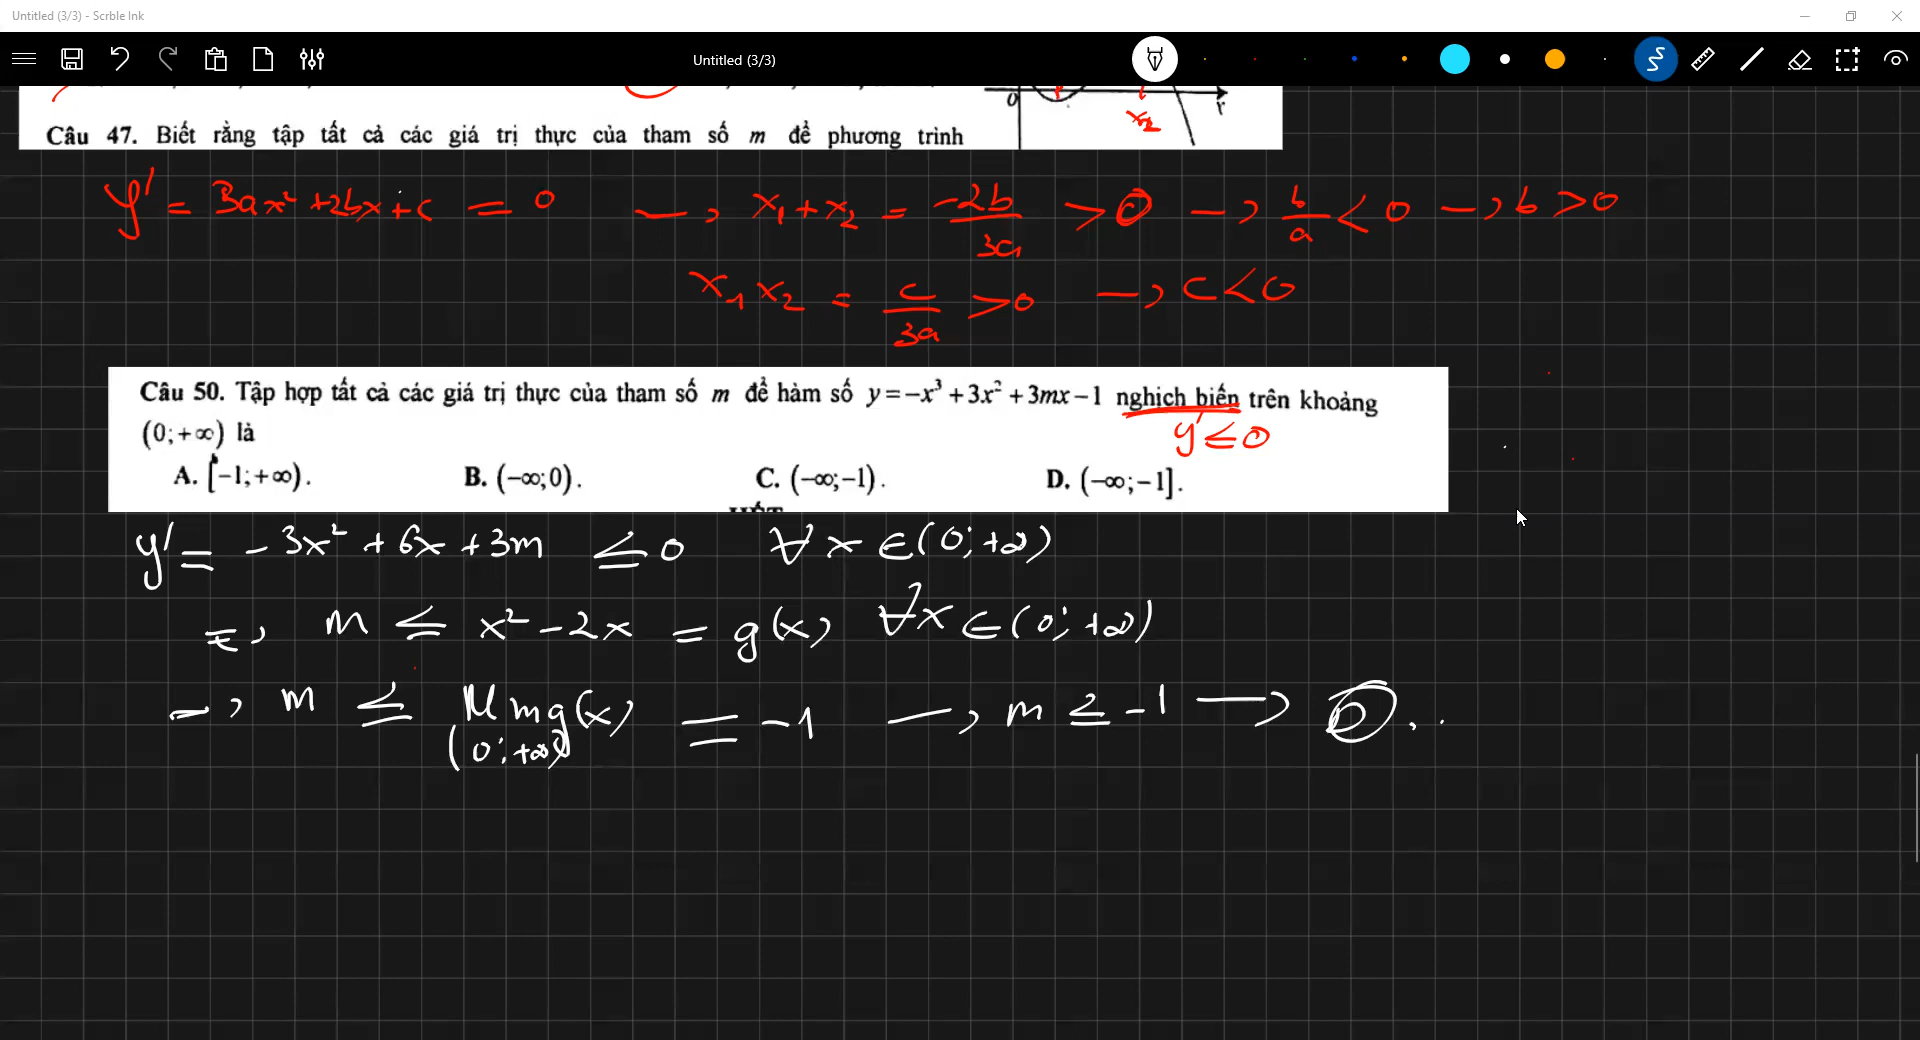 Untitled (3/3) - Scrble Ink
Untitled (3/3)
0
x₂
Câu 47. Biết rằng tập tất cả các giá trị thực của tham số m để phương trình
y' = 3ax² + 2bx + c = 0 → x₁ + x₂ = -2b/3a > 0 → b/a < 0 → b > 0
x₁ x₂ = c/3a > 0 → c < 0
Câu 50. Tập hợp tất cả các giá trị thực của tham số m để hàm số y = -x³ + 3x² + 3mx - 1 nghịch biến trên khoảng
(0; +∞) là
y' ≤ 0
A. [-1; +∞). B. (-∞; 0). C. (-∞; -1). D. (-∞; -1].
y' = -3x² + 6x + 3m ≤ 0 ∀x ∈ (0; +∞)
m ≤ x² - 2x = g(x) ∀x ∈ (0; +∞)
→ m ≤ Min g(x) = -1 → m ≤ -1 → D
(0; +∞)